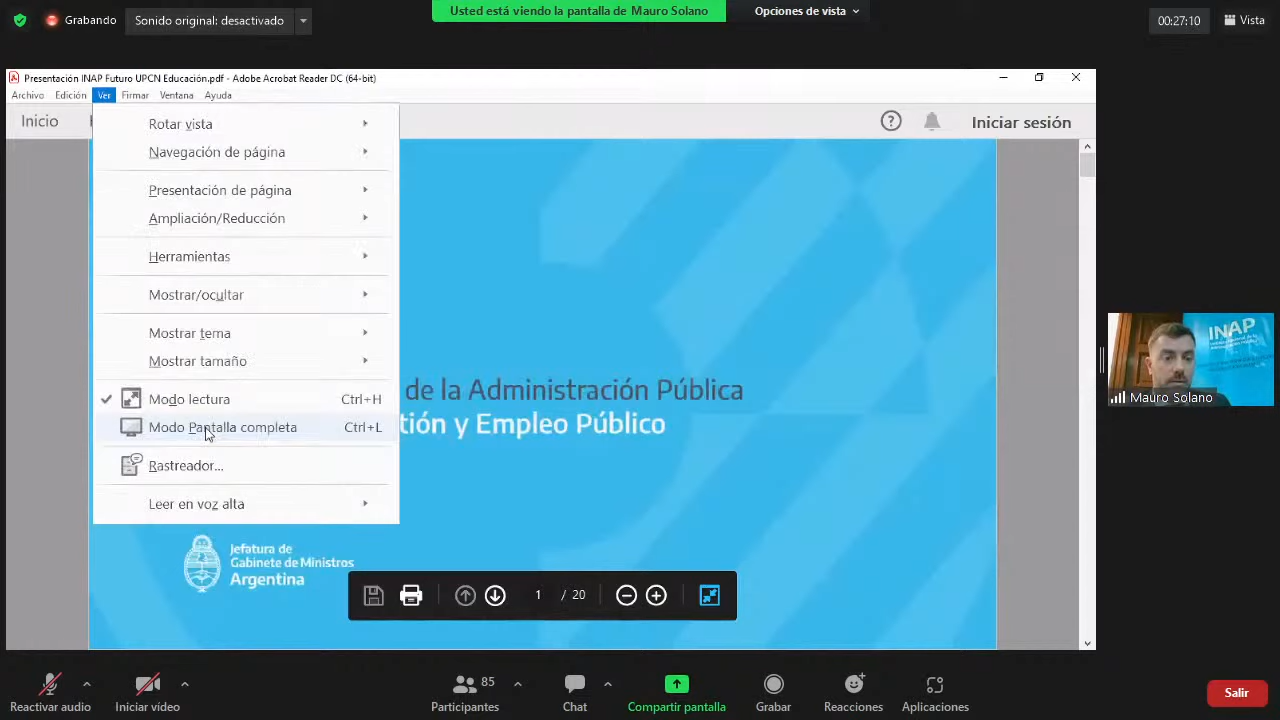 Grabando
Sonido original: desactivado
Usted está viendo la pantalla de Mauro Solano
Opciones de vista
00:27:10
Vista
Presentación INAP Futuro UPCN Educación.pdf - Adobe Acrobat Reader DC (64-bit)
Archivo Edición Ver Firmar Ventana Ayuda
Inicio
Iniciar sesión
Rotar vista
Navegación de página
Presentación de página
Ampliación/Reducción
Herramientas
Mostrar/ocultar
Mostrar tema
Mostrar tamaño
Modo lectura Ctrl+H
Modo Pantalla completa Ctrl+L
Rastreador...
Leer en voz alta
de la Administración Pública
tión y Empleo Público
Jefatura de
Gabinete de Ministros
Argentina
1 / 20
INAP
Mauro Solano
Reactivar audio
Iniciar vídeo
85
Participantes
Chat
Compartir pantalla
Grabar
Reacciones
Aplicaciones
Salir